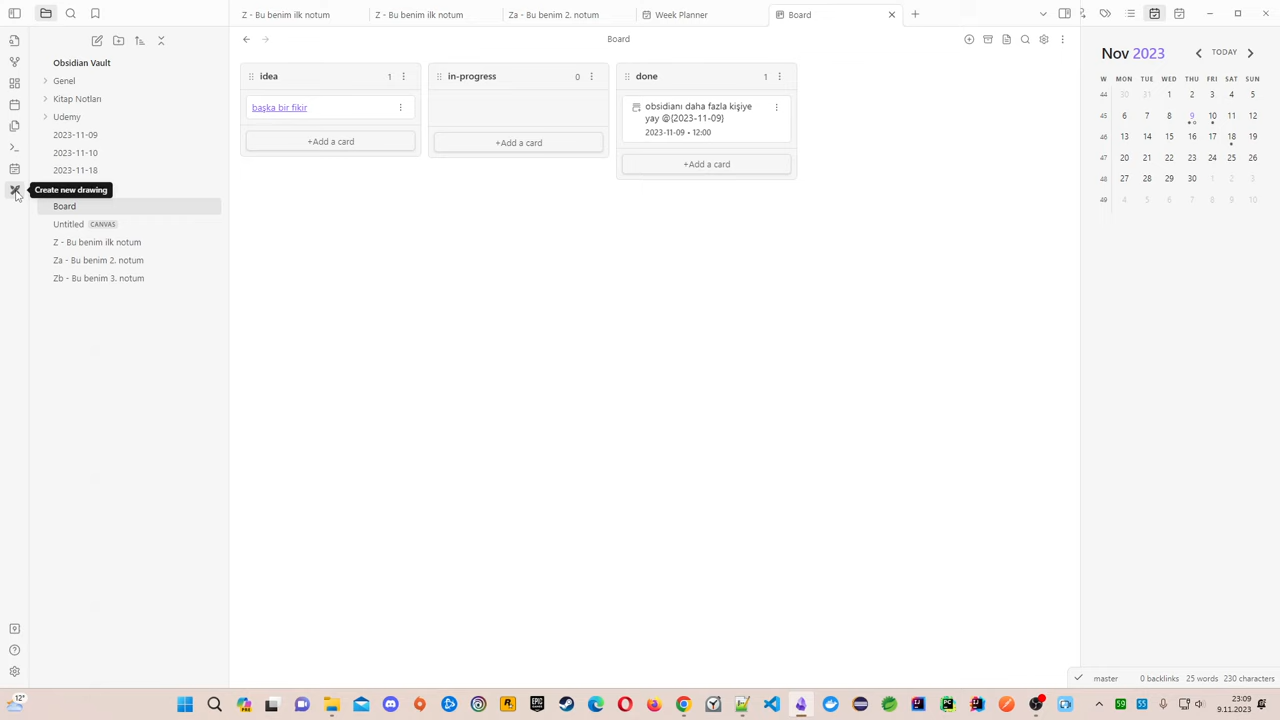 Z - Bu benim ilk notum
Z - Bu benim ilk notum
Za - Bu benim 2. notum
Week Planner
Board
Board
Obsidian Vault
Genel
Kitap Notları
Udemy
2023-11-09
2023-11-10
2023-11-18
Create new drawing
Board
Untitled CANVAS
Z - Bu benim ilk notum
Za - Bu benim 2. notum
Zb - Bu benim 3. notum
idea 1
başka bir fikir
+Add a card
in-progress 0
+Add a card
done 1
obsidianı daha fazla kişiye
yay @{2023-11-09}
2023-11-09 • 12:00
+Add a card
Nov 2023
TODAY
W MON TUE WED THU FRI SAT SUN
44 30 31 1 2 3 4 5
45 6 7 8 9 10 11 12
46 13 14 15 16 17 18 19
47 20 21 22 23 24 25 26
48 27 28 29 30 1 2 3
49 4 5 6 7 8 9 10
master 0 backlinks 25 words 230 characters
12°
59
55
23:09
9.11.2023